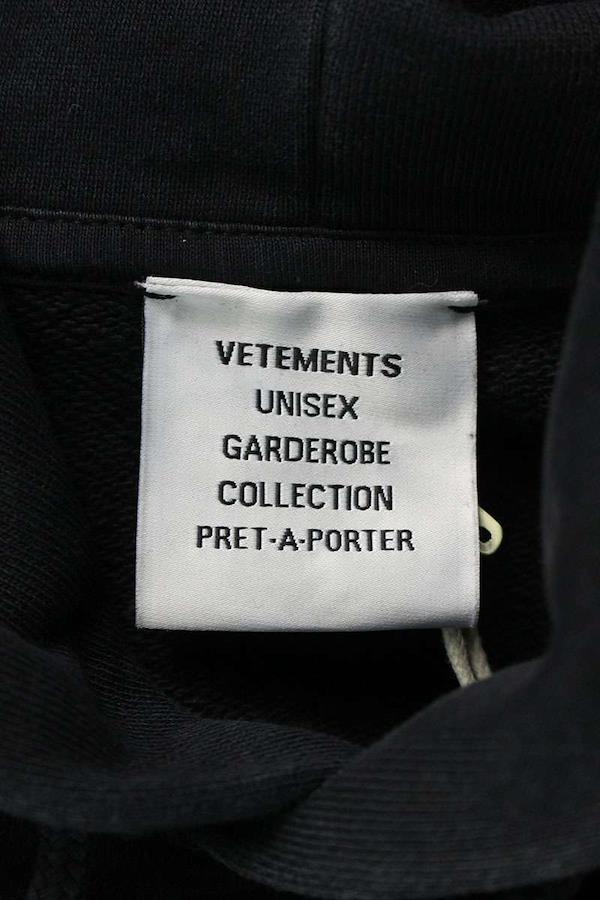 VETEMENTS
UNISEX
GARDEROBE
COLLECTION
PRET-A-PORTER